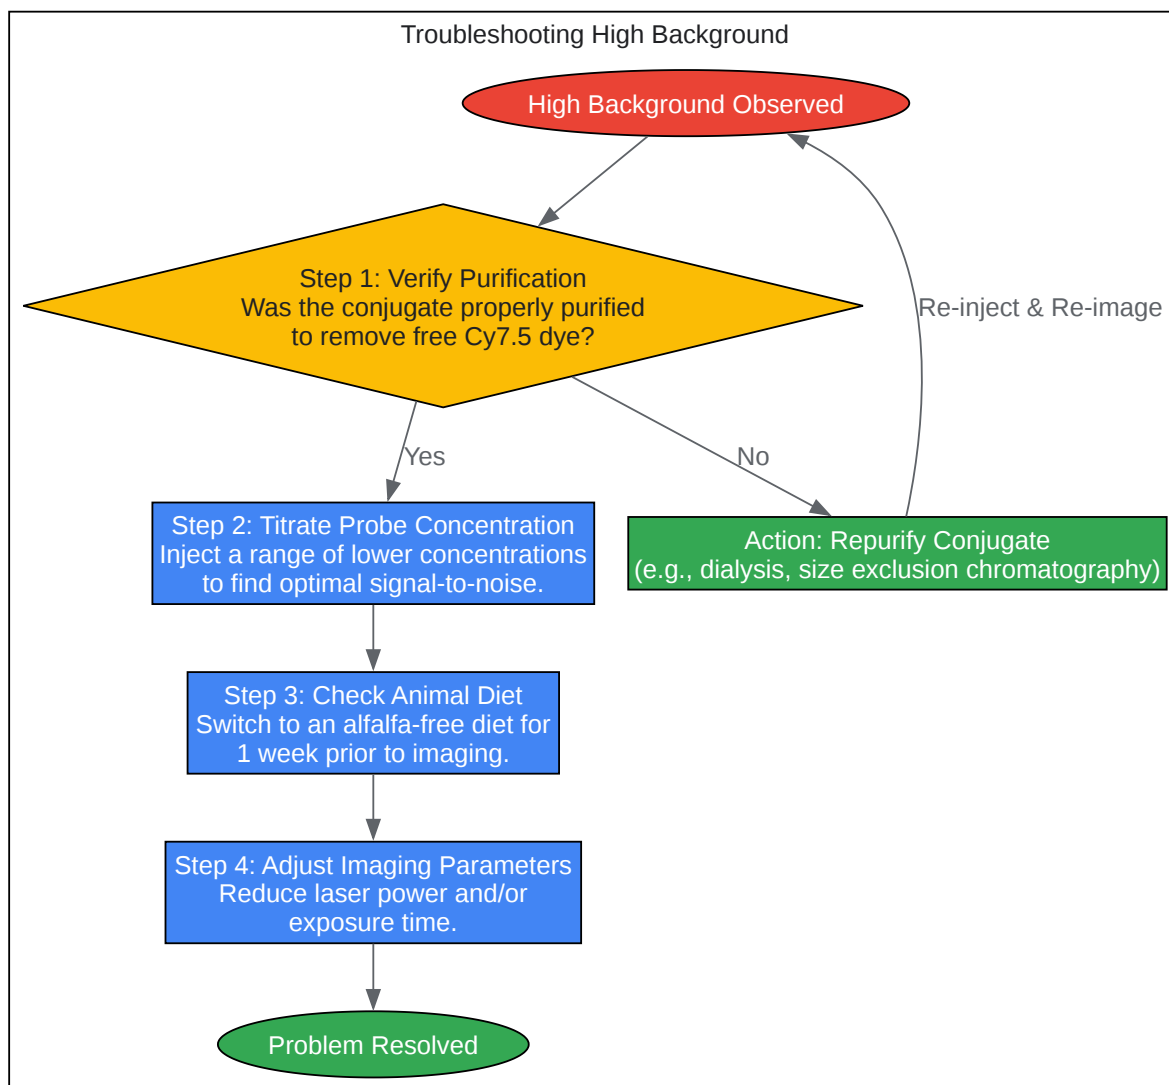 Troubleshooting High Background
High Background Observed
Step 1: Verify Purification
Was the conjugate properly purified
to remove free Cy7.5 dye?
Re-inject & Re-image
Yes
No
Step 2: Titrate Probe Concentration
Inject a range of lower concentrations
to find optimal signal-to-noise.
Action: Repurify Conjugate
(e.g., dialysis, size exclusion chromatography)
Step 3: Check Animal Diet
Switch to an alfalfa-free diet for
1 week prior to imaging.
Step 4: Adjust Imaging Parameters
Reduce laser power and/or
exposure time.
Problem Resolved